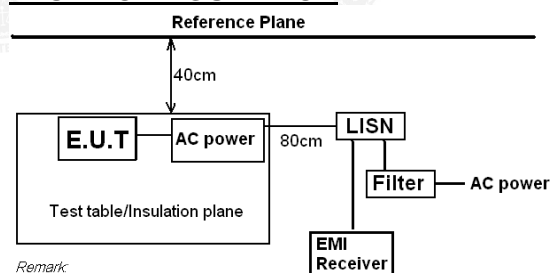 Reference Plane
40cm
E.U.T
AC power
80cm
LISN
Filter
AC power
Test table/Insulation plane
EMI
Receiver
Remark: